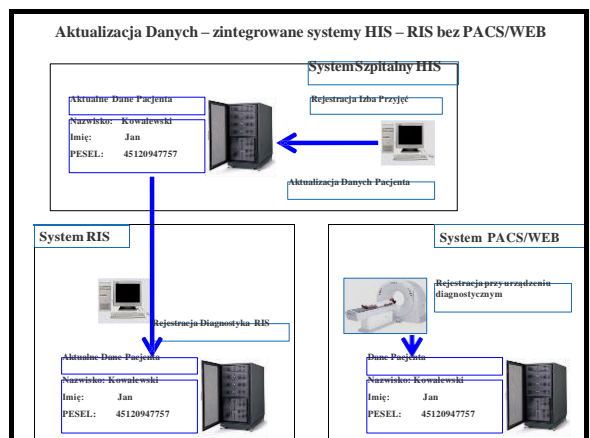 Aktualizacja Danych – zintegrowane systemy HIS – RIS bez PACS/WEB
System Szpitalny HIS
Aktualne Dane Pacjenta
Nazwisko: Kowalewski
Imię: Jan
PESEL: 45120947757
Rejestracja Izba Przyjęć
Aktualizacja Danych Pacjenta
System RIS
Rejestracja Diagnostyka RIS
Aktualne Dane Pacjenta
Nazwisko: Kowalewski
Imię: Jan
PESEL: 45120947757
System PACS/WEB
Rejestracja przy urządzeniu
diagnostycznym
Dane Pacjenta
Nazwisko: Kowalewski
Imię: Jan
PESEL: 45120947757